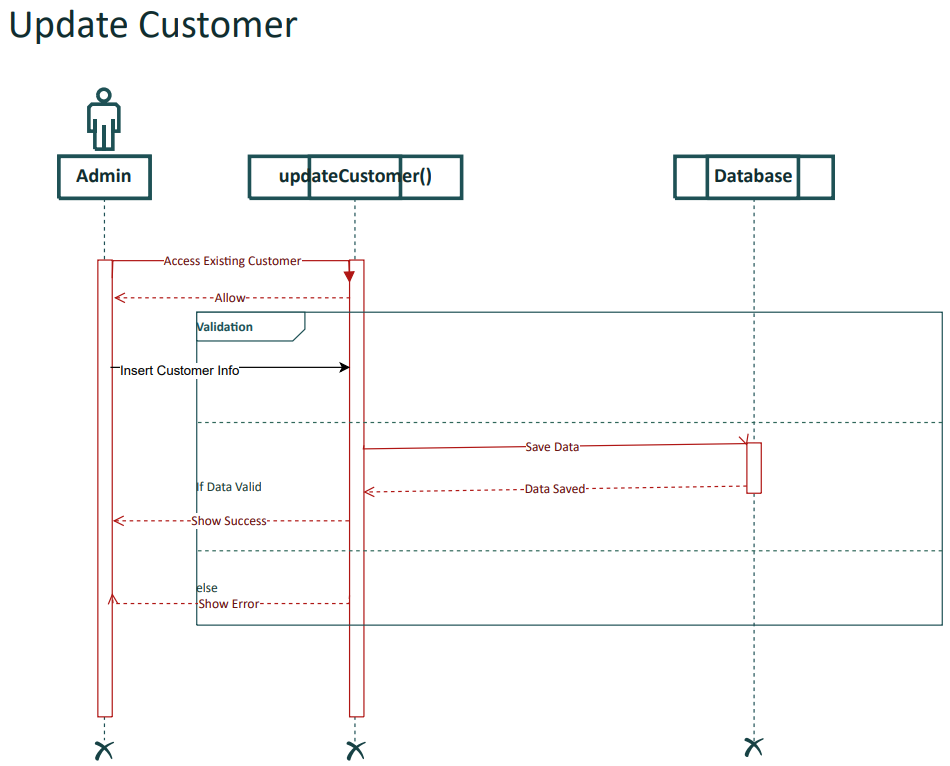 Update Customer
Admin
updateCustomer()
Database
Access Existing Customer
Allow
Validation
Insert Customer Info
Save Data
If Data Valid
Data Saved
Show Success
else
Show Error